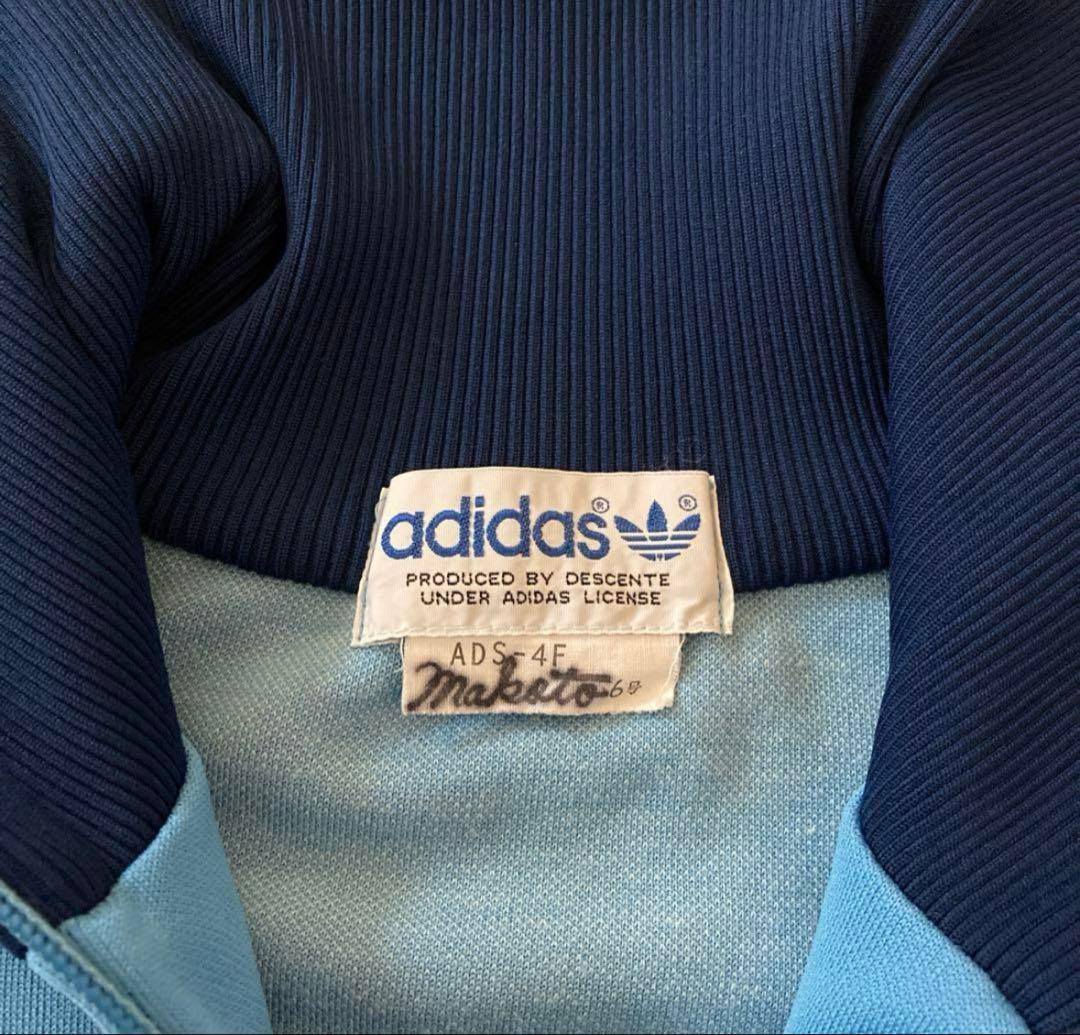 adidas® ®
PRODUCED BY DESCENTE
UNDER ADIDAS LICENSE
ADS-4F
Makoto